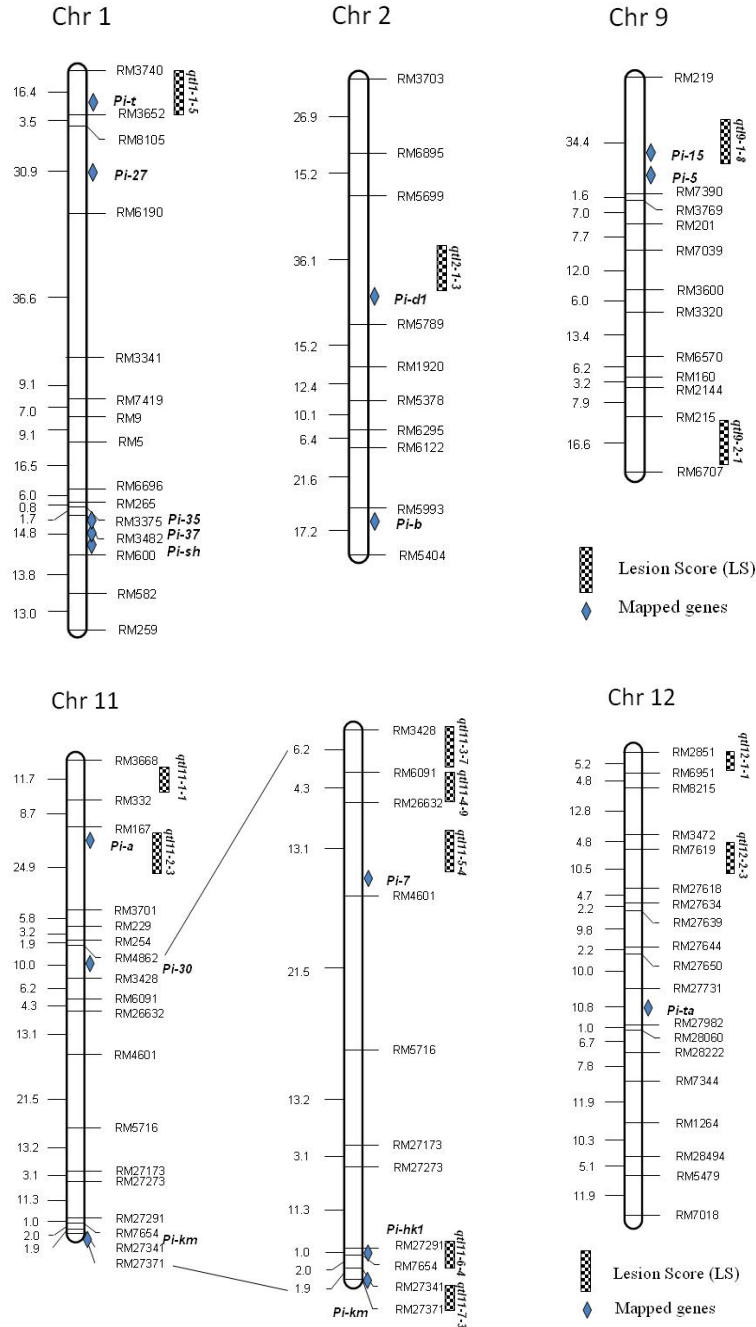 Chr 1
RM3740
qtl1-1-5
16.4
Pi-t
RM3652
3.5
RM8105
30.9
Pi-27
RM6190
36.6
RM3341
9.1
RM7419
7.0
RM9
9.1
RM5
16.5
RM6696
6.0
RM265
0.8
1.7
RM3375
Pi-35
14.8
RM3482
Pi-37
RM600
Pi-sh
13.8
RM582
13.0
RM259
Chr 2
RM3703
26.9
RM6895
15.2
RM5699
qtl2-1-3
36.1
Pi-d1
RM5789
15.2
RM1920
12.4
RM5378
10.1
RM6295
6.4
RM6122
21.6
RM5993
Pi-b
17.2
RM5404
Chr 9
RM219
qtl9-1-8
34.4
Pi-15
Pi-5
RM7390
1.6
RM3769
7.0
RM201
7.7
RM7039
12.0
RM3600
6.0
RM3320
13.4
RM6570
6.2
RM160
3.2
RM2144
7.9
RM215
qtl9-2-1
16.6
RM6707
Lesion Score (LS)
Mapped genes
Chr 11
RM3668
qtl11-1-1
11.7
RM332
8.7
RM167
Pi-a
qtl11-2-3
24.9
RM3701
5.8
RM229
3.2
RM254
1.9
RM4862
10.0
Pi-30
RM3428
6.2
RM6091
4.3
RM26632
13.1
RM4601
21.5
RM5716
13.2
RM27173
3.1
RM27273
11.3
RM27291
1.0
RM7654
2.0
Pi-km
RM27341
1.9
RM27371
RM3428
qtl11-3-7
6.2
RM6091
4.3
qtl11-4-9
RM26632
13.1
qtl11-5-4
Pi-7
RM4601
21.5
RM5716
13.2
RM27173
3.1
RM27273
11.3
Pi-hk1
RM27291
qtl11-6-4
1.0
RM7654
2.0
RM27341
1.9
qtl11-7-3
RM27371
Pi-km
Chr 12
RM2851
qtl12-1-1
5.2
RM6951
4.8
RM8215
12.8
RM3472
4.8
RM7619
qtl12-2-3
10.5
RM27618
4.7
RM27634
2.2
RM27639
9.8
RM27644
2.2
RM27650
10.0
RM27731
10.8
Pi-ta
RM27982
1.0
RM28060
6.7
RM28222
7.8
RM7344
11.9
RM1264
10.3
RM28494
5.1
RM5479
11.9
RM7018
Lesion Score (LS)
Mapped genes